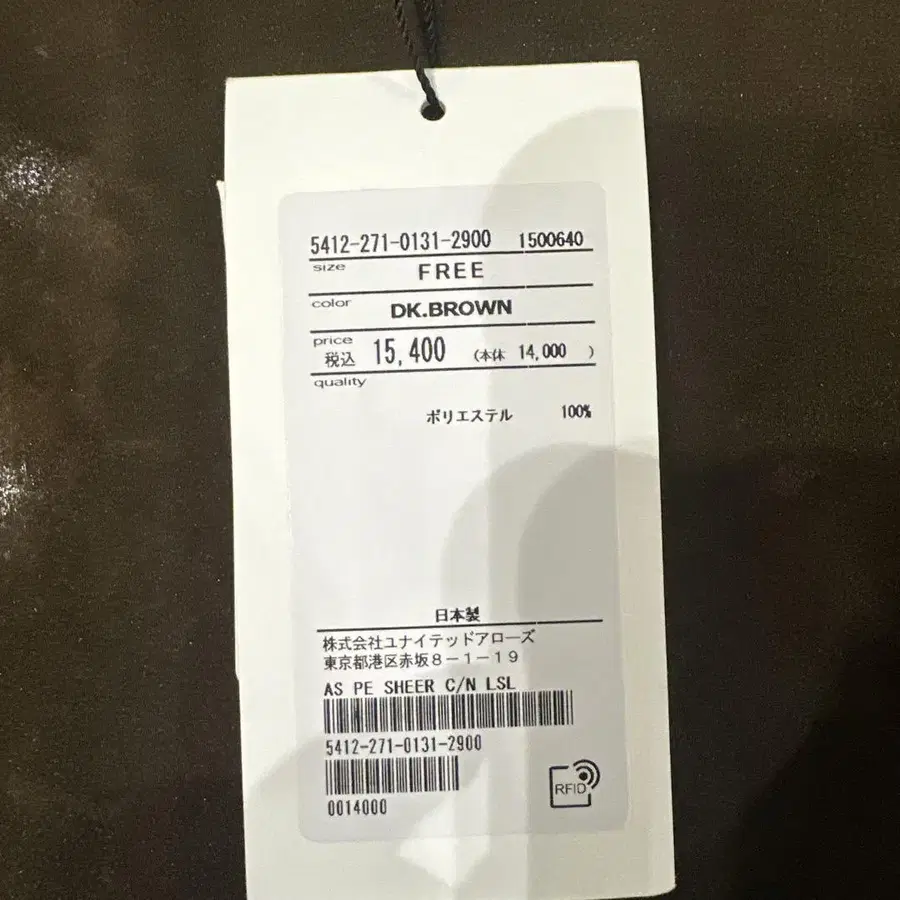 5412-271-0131-2900 1500640
size FREE
color DK.BROWN
price
税込 15,400 (本体 14,000 )
quality
ポリエステル 100%
日本製
株式会社ユナイテッドアローズ
東京都港区赤坂8-1-19
AS PE SHEER C/N LSL
5412-271-0131-2900
0014000
RFID